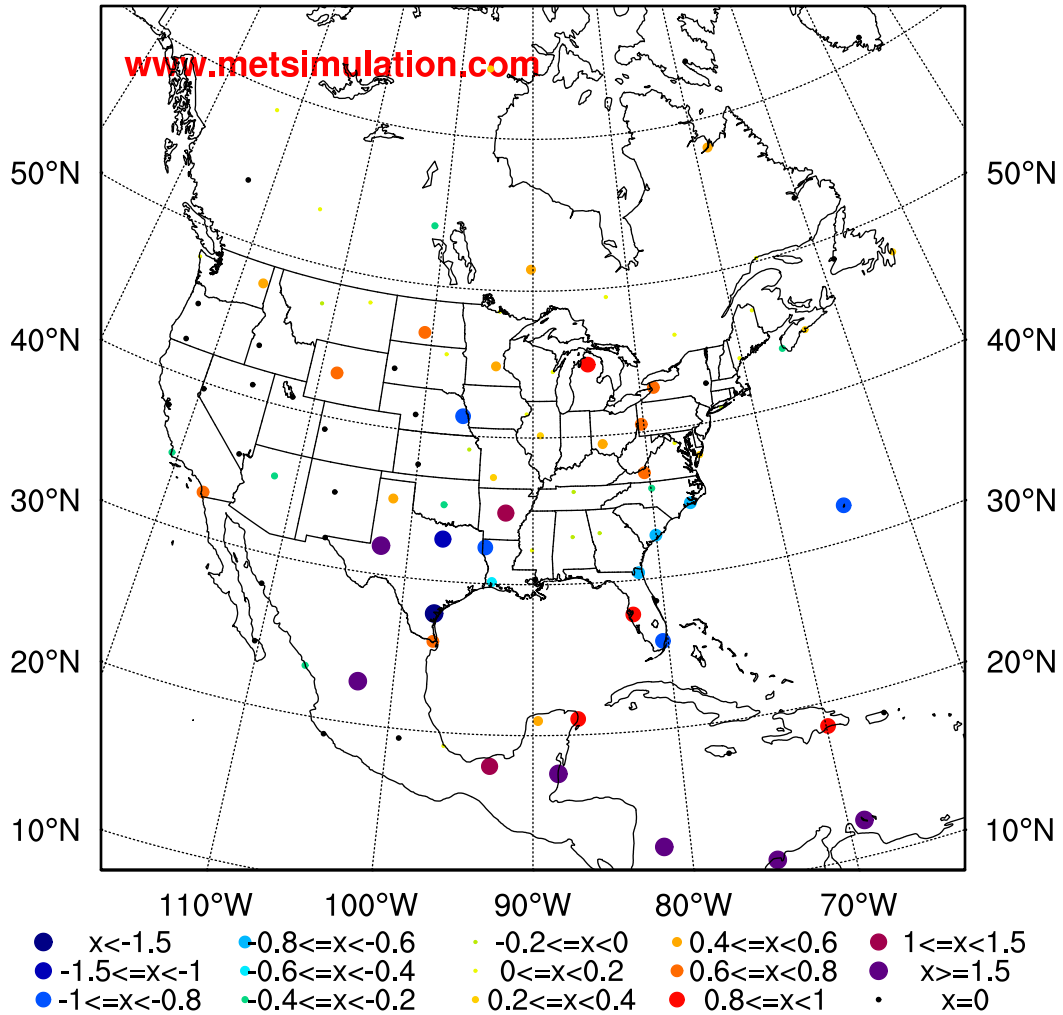 www.metsimulation.com
50°N 50°N
40°N 40°N
30°N 30°N
20°N 20°N
10°N 10°N
110°W 100°W 90°W 80°W 70°W
x<-1.5 -0.8<=x<-0.6 -0.2<=x<0 0.4<=x<0.6 1<=x<1.5
-1.5<=x<-1 -0.6<=x<-0.4 0<=x<0.2 0.6<=x<0.8 x>=1.5
-1<=x<-0.8 -0.4<=x<-0.2 0.2<=x<0.4 0.8<=x<1 x=0